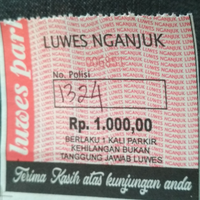 luwes par
LUWES NGANJUK
No. Polisi
1324
Rp. 1.000,00
BERLAKU 1 KALI PARKIR
KEHILANGAN BUKAN
TANGGUNG JAWAB LUWES
Terima Kasih atas kunjungan anda